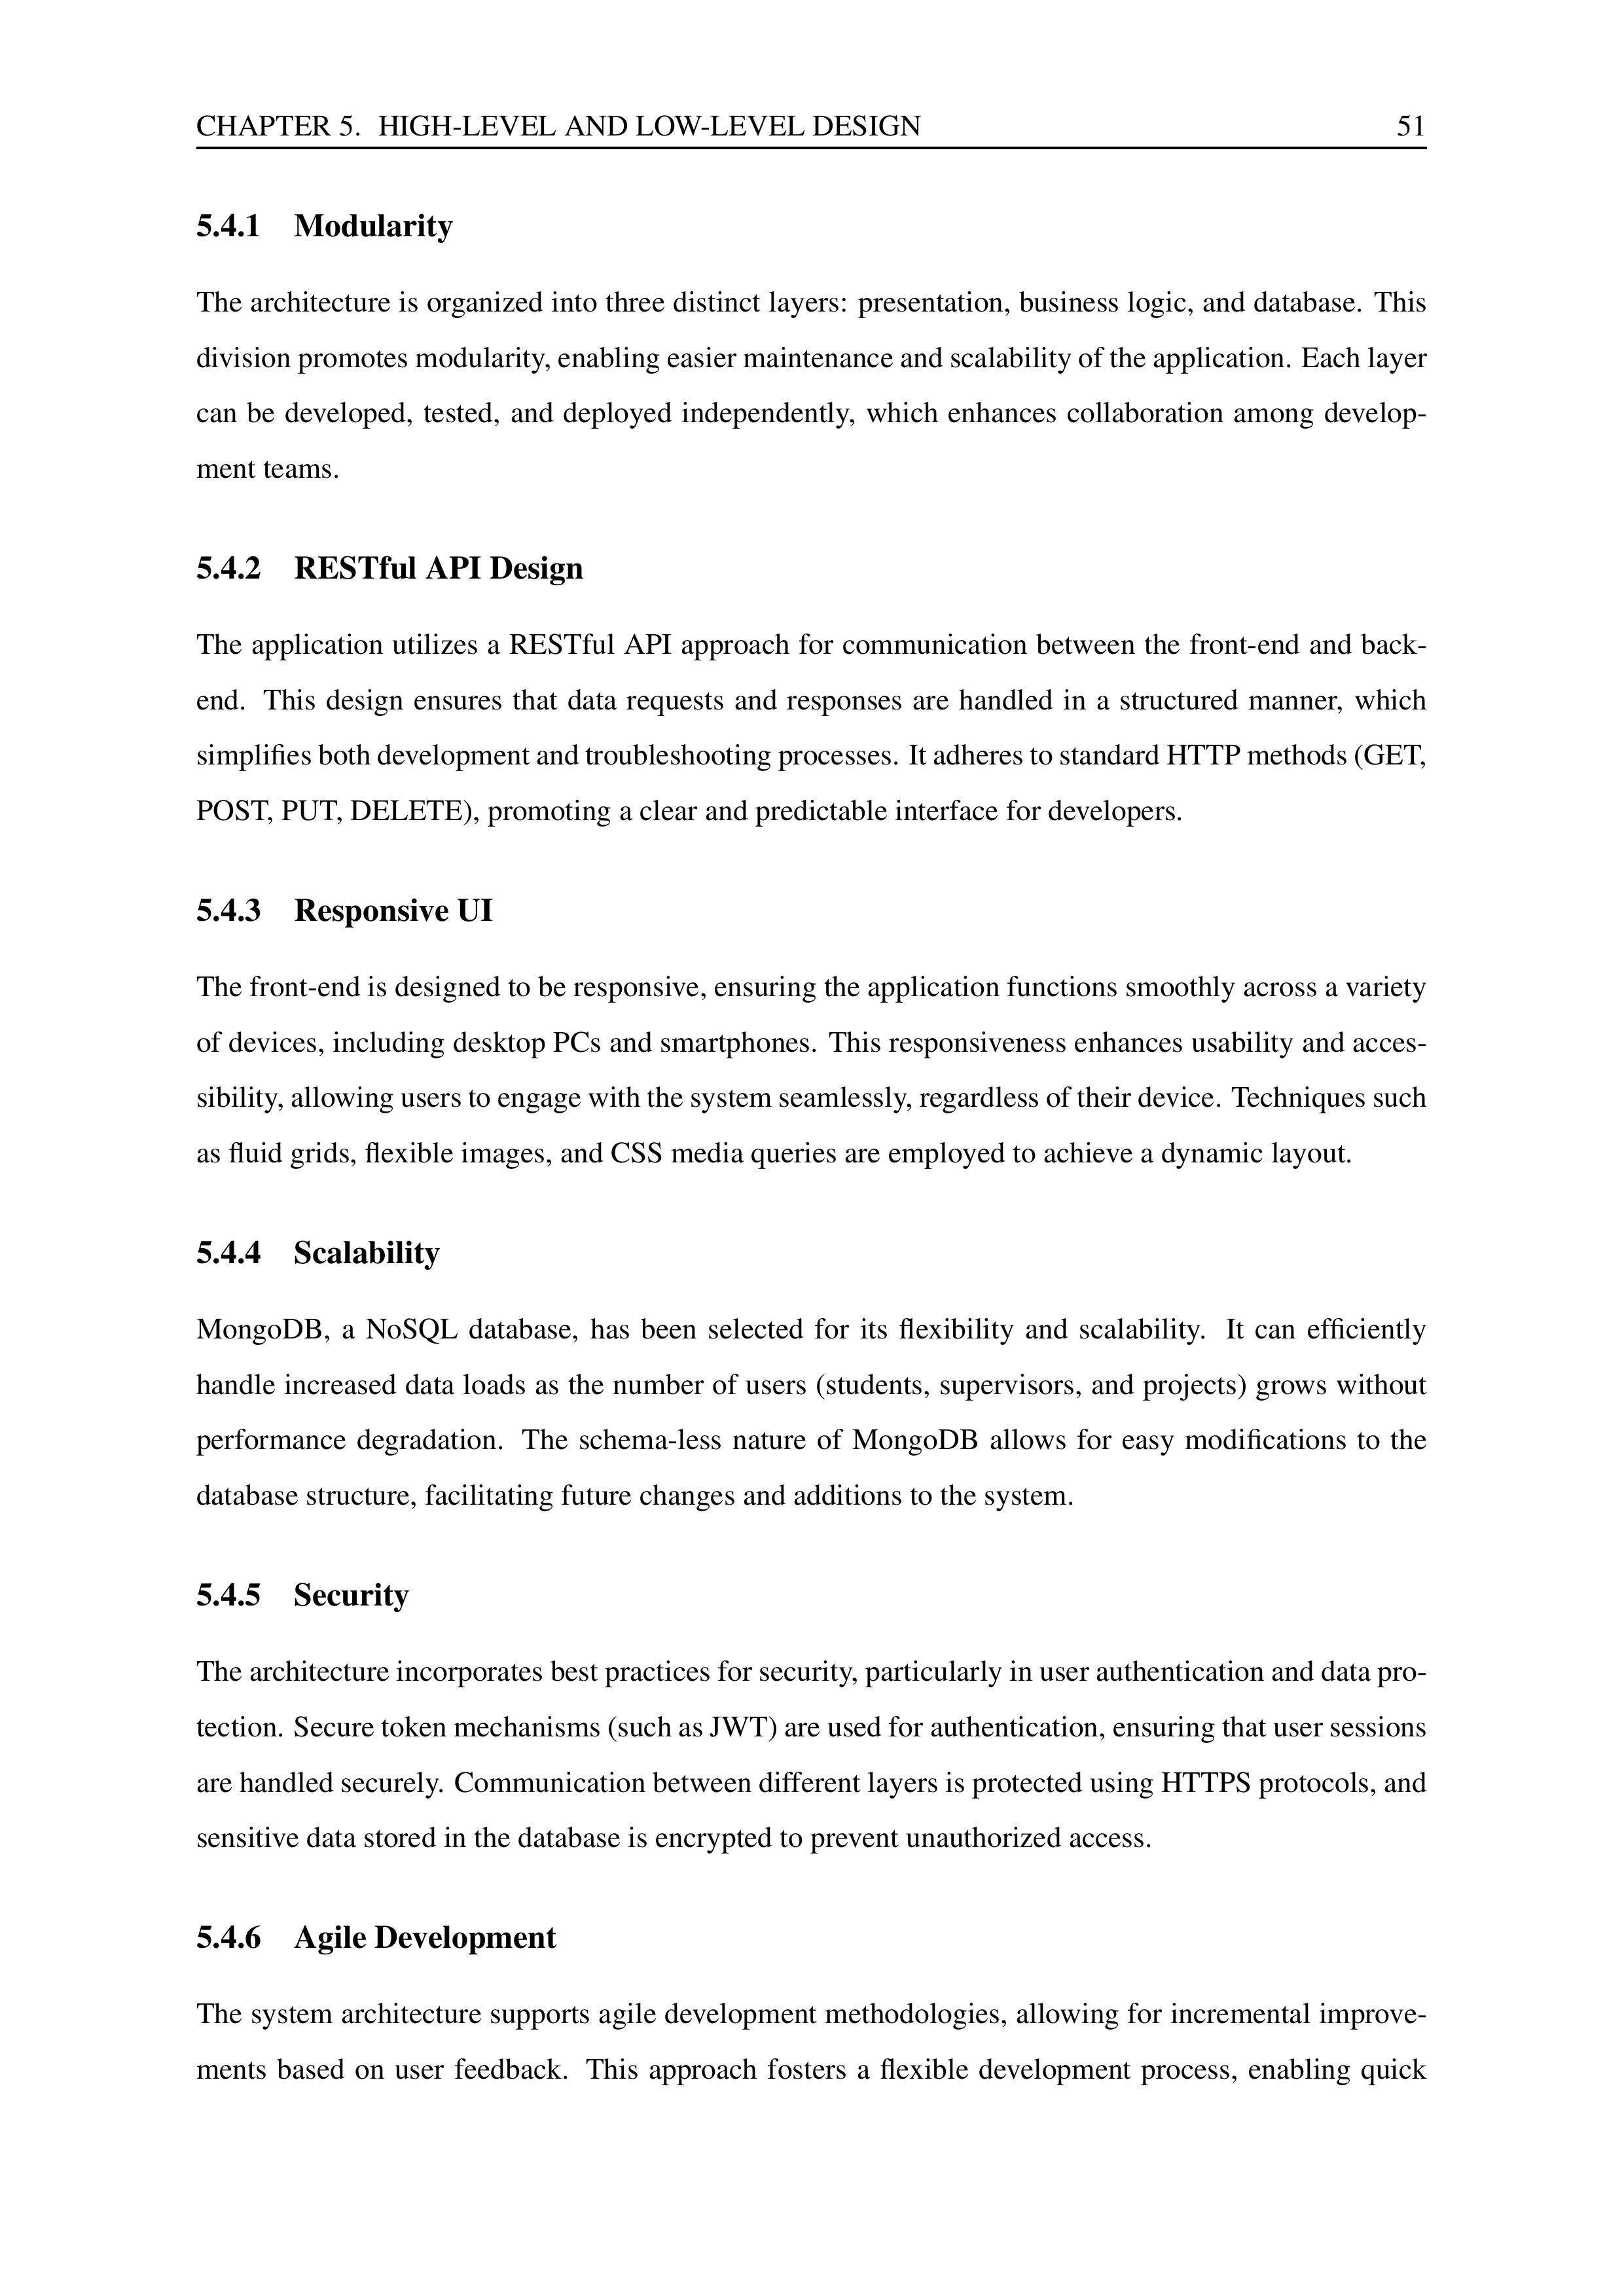 CHAPTER 5. HIGH-LEVEL AND LOW-LEVEL DESIGN 51
5.4.1 Modularity
The architecture is organized into three distinct layers: presentation, business logic, and database. This
division promotes modularity, enabling easier maintenance and scalability of the application. Each layer
can be developed, tested, and deployed independently, which enhances collaboration among develop-
ment teams.
5.4.2 RESTful API Design
The application utilizes a RESTful API approach for communication between the front-end and back-
end. This design ensures that data requests and responses are handled in a structured manner, which
simplifies both development and troubleshooting processes. It adheres to standard HTTP methods (GET,
POST, PUT, DELETE), promoting a clear and predictable interface for developers.
5.4.3 Responsive UI
The front-end is designed to be responsive, ensuring the application functions smoothly across a variety
of devices, including desktop PCs and smartphones. This responsiveness enhances usability and acces-
sibility, allowing users to engage with the system seamlessly, regardless of their device. Techniques such
as fluid grids, flexible images, and CSS media queries are employed to achieve a dynamic layout.
5.4.4 Scalability
MongoDB, a NoSQL database, has been selected for its flexibility and scalability. It can efficiently
handle increased data loads as the number of users (students, supervisors, and projects) grows without
performance degradation. The schema-less nature of MongoDB allows for easy modifications to the
database structure, facilitating future changes and additions to the system.
5.4.5 Security
The architecture incorporates best practices for security, particularly in user authentication and data pro-
tection. Secure token mechanisms (such as JWT) are used for authentication, ensuring that user sessions
are handled securely. Communication between different layers is protected using HTTPS protocols, and
sensitive data stored in the database is encrypted to prevent unauthorized access.
5.4.6 Agile Development
The system architecture supports agile development methodologies, allowing for incremental improve-
ments based on user feedback. This approach fosters a flexible development process, enabling quick